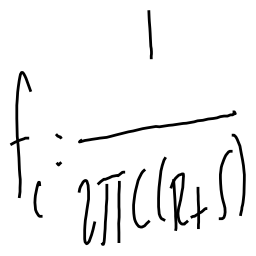 f_c = 1 / (2πC(R+S))